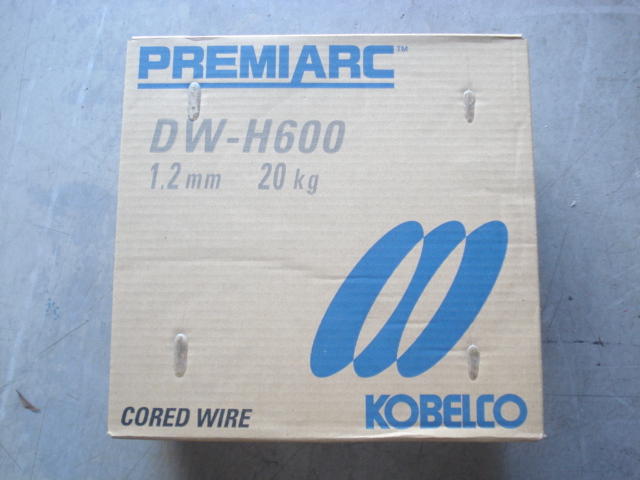 PREMIARC™
DW-H600
1.2mm 20kg
CORED WIRE
KOBELCO